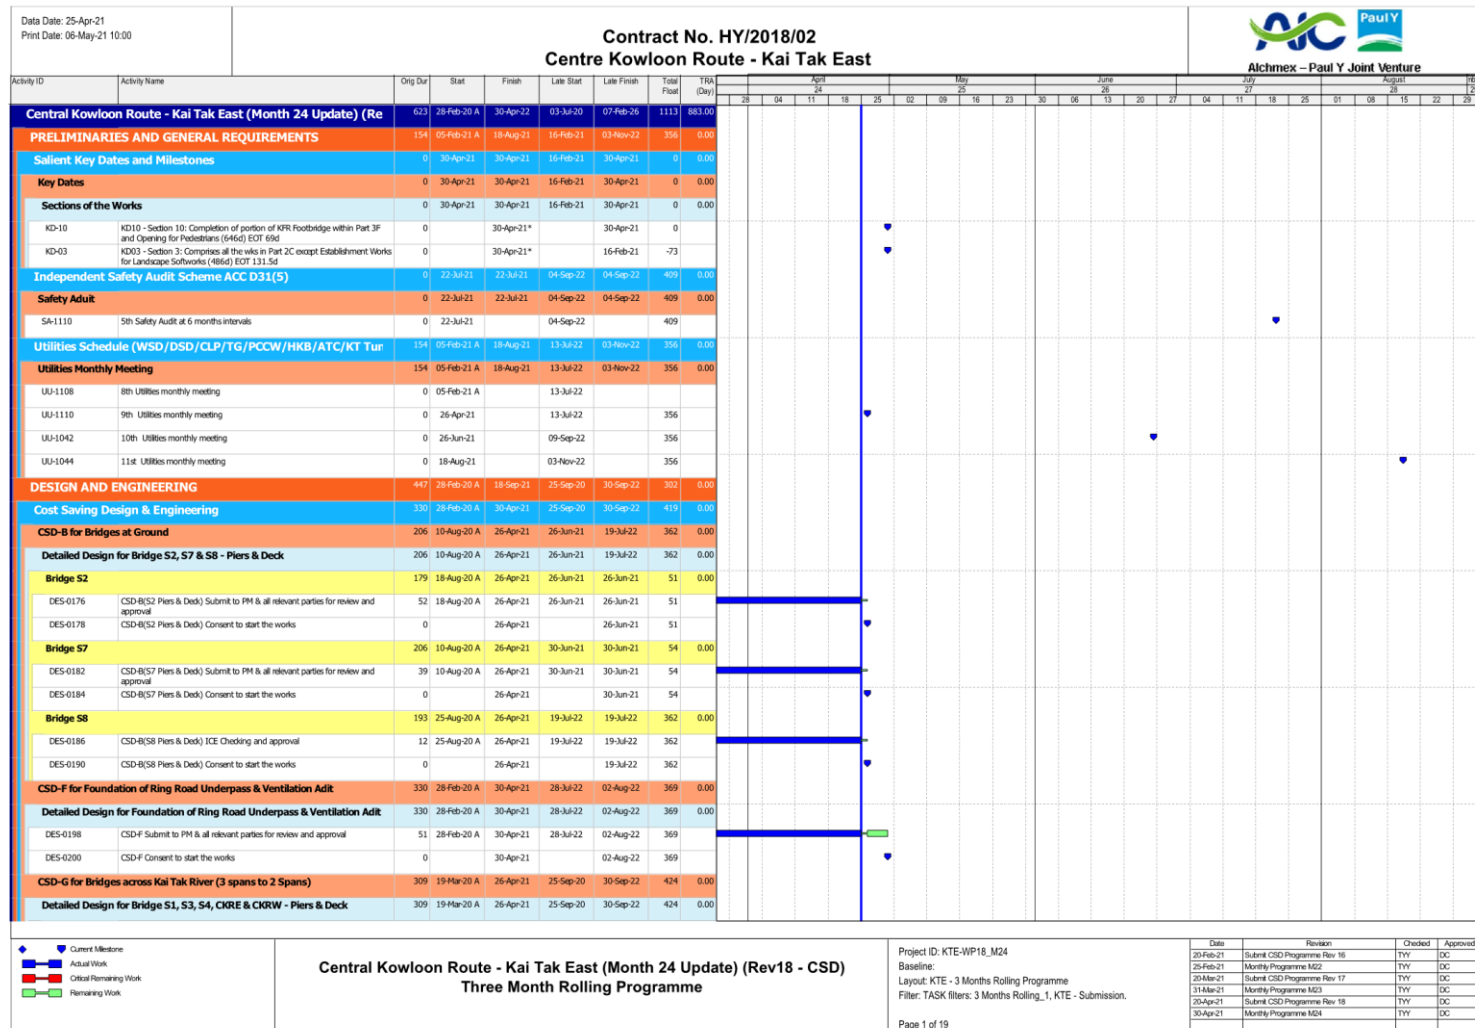 Data Date: 25-Apr-21
Print Date: 06-May-21 10:00
Contract No. HY/2018/02
Centre Kowloon Route - Kai Tak East
AJC
Paul Y
Alchmex – Paul Y Joint Venture
Activity ID Activity Name Orig Dur Start Finish Late Start Late Finish Total Float TRA (Day)
April May June July August
24 25 26 27 28
28 04 11 18 25 02 09 16 23 30 06 13 20 27 04 11 18 25 01 08 15 22 29
Central Kowloon Route - Kai Tak East (Month 24 Update) (Re 623 28-Feb-20 A 30-Apr-22 03-Jul-20 07-Feb-26 1113 883.00
PRELIMINARIES AND GENERAL REQUIREMENTS 154 05-Feb-21 A 18-Aug-21 16-Feb-21 03-Nov-22 356 0.00
Salient Key Dates and Milestones 0 30-Apr-21 30-Apr-21 16-Feb-21 30-Apr-21 0 0.00
Key Dates 0 30-Apr-21 30-Apr-21 16-Feb-21 30-Apr-21 0 0.00
Sections of the Works 0 30-Apr-21 30-Apr-21 16-Feb-21 30-Apr-21 0 0.00
KD-10 KD10 - Section 10: Completion of portion of KFR Footbridge within Part 3F 0 30-Apr-21* 30-Apr-21 0
and Opening for Pedestrians (646d) EOT 69d
KD-03 KD03 - Section 3: Comprises all the wks in Part 2C except Establishment Works 0 30-Apr-21* 16-Feb-21 -73
for Landscape Softworks (486d) EOT 131.5d
Independent Safety Audit Scheme ACC D31(5) 0 22-Jul-21 22-Jul-21 04-Sep-22 04-Sep-22 409 0.00
Safety Aduit 0 22-Jul-21 22-Jul-21 04-Sep-22 04-Sep-22 409 0.00
SA-1110 5th Safety Audit at 6 months intervals 0 22-Jul-21 04-Sep-22 409
Utilities Schedule (WSD/DSD/CLP/TG/PCCW/HKB/ATC/KT Tur 154 05-Feb-21 A 18-Aug-21 13-Jul-22 03-Nov-22 356 0.00
Utilities Monthly Meeting 154 05-Feb-21 A 18-Aug-21 13-Jul-22 03-Nov-22 356 0.00
UU-1108 8th Utilities monthly meeting 0 05-Feb-21 A 13-Jul-22
UU-1110 9th Utilities monthly meeting 0 26-Apr-21 13-Jul-22 356
UU-1042 10th Utilities monthly meeting 0 26-Jun-21 09-Sep-22 356
UU-1044 11st Utilities monthly meeting 0 18-Aug-21 03-Nov-22 356
DESIGN AND ENGINEERING 447 28-Feb-20 A 18-Sep-21 25-Sep-20 30-Sep-22 302 0.00
Cost Saving Design & Engineering 330 28-Feb-20 A 30-Apr-21 25-Sep-20 30-Sep-22 419 0.00
CSD-B for Bridges at Ground 206 10-Aug-20 A 26-Apr-21 26-Jun-21 19-Jul-22 362 0.00
Detailed Design for Bridge S2, S7 & S8 - Piers & Deck 206 10-Aug-20 A 26-Apr-21 26-Jun-21 19-Jul-22 362 0.00
Bridge S2 179 18-Aug-20 A 26-Apr-21 26-Jun-21 26-Jun-21 51 0.00
DES-0176 CSD-B(S2 Piers & Deck) Submit to PM & all relevant parties for review and 52 18-Aug-20 A 26-Apr-21 26-Jun-21 26-Jun-21 51
approval
DES-0178 CSD-B(S2 Piers & Deck) Consent to start the works 0 26-Apr-21 26-Jun-21 51
Bridge S7 206 10-Aug-20 A 26-Apr-21 30-Jun-21 30-Jun-21 54 0.00
DES-0182 CSD-B(S7 Piers & Deck) Submit to PM & all relevant parties for review and 39 10-Aug-20 A 26-Apr-21 30-Jun-21 30-Jun-21 54
approval
DES-0184 CSD-B(S7 Piers & Deck) Consent to start the works 0 26-Apr-21 30-Jun-21 54
Bridge S8 193 25-Aug-20 A 26-Apr-21 19-Jul-22 19-Jul-22 362 0.00
DES-0186 CSD-B(S8 Piers & Deck) ICE Checking and approval 12 25-Aug-20 A 26-Apr-21 19-Jul-22 19-Jul-22 362
DES-0190 CSD-B(S8 Piers & Deck) Consent to start the works 0 26-Apr-21 19-Jul-22 362
CSD-F for Foundation of Ring Road Underpass & Ventilation Adit 330 28-Feb-20 A 30-Apr-21 28-Jul-22 02-Aug-22 369 0.00
Detailed Design for Foundation of Ring Road Underpass & Ventilation Adit 330 28-Feb-20 A 30-Apr-21 28-Jul-22 02-Aug-22 369 0.00
DES-0198 CSD-F Submit to PM & all relevant parties for review and approval 51 28-Feb-20 A 30-Apr-21 28-Jul-22 02-Aug-22 369
DES-0200 CSD-F Consent to start the works 0 30-Apr-21 02-Aug-22 369
CSD-G for Bridges across Kai Tak River (3 spans to 2 Spans) 309 19-Mar-20 A 26-Apr-21 25-Sep-20 30-Sep-22 424 0.00
Detailed Design for Bridge S1, S3, S4, CKRE & CKRW - Piers & Deck 309 19-Mar-20 A 26-Apr-21 25-Sep-20 30-Sep-22 424 0.00
Current Milestone
Actual Work
Critical Remaining Work
Remaining Work
Central Kowloon Route - Kai Tak East (Month 24 Update) (Rev18 - CSD)
Three Month Rolling Programme
Project ID: KTE-WP18_M24
Baseline:
Layout: KTE - 3 Months Rolling Programme
Filter: TASK filters: 3 Months Rolling_1, KTE - Submission.
Page 1 of 19
Date Revision Checked Approved
20-Feb-21 Submit CSD Programme Rev 16 TYY DC
25-Feb-21 Monthly Programme M22 TYY DC
20-Mar-21 Submit CSD Programme Rev 17 TYY DC
31-Mar-21 Monthly Programme M23 TYY DC
20-Apr-21 Submit CSD Programme Rev 18 TYY DC
30-Apr-21 Monthly Programme M24 TYY DC